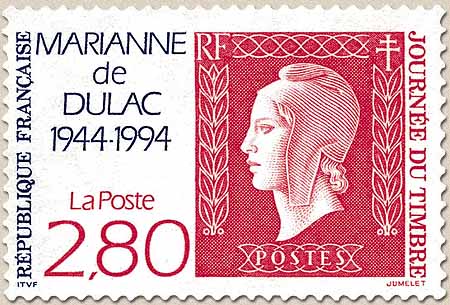 RÉPUBLIQUE FRANÇAISE
MARIANNE
de
DULAC
1944-1994
La Poste
2,80
RF
POSTES
JOURNÉE DU TIMBRE
ITVF
JUMELET